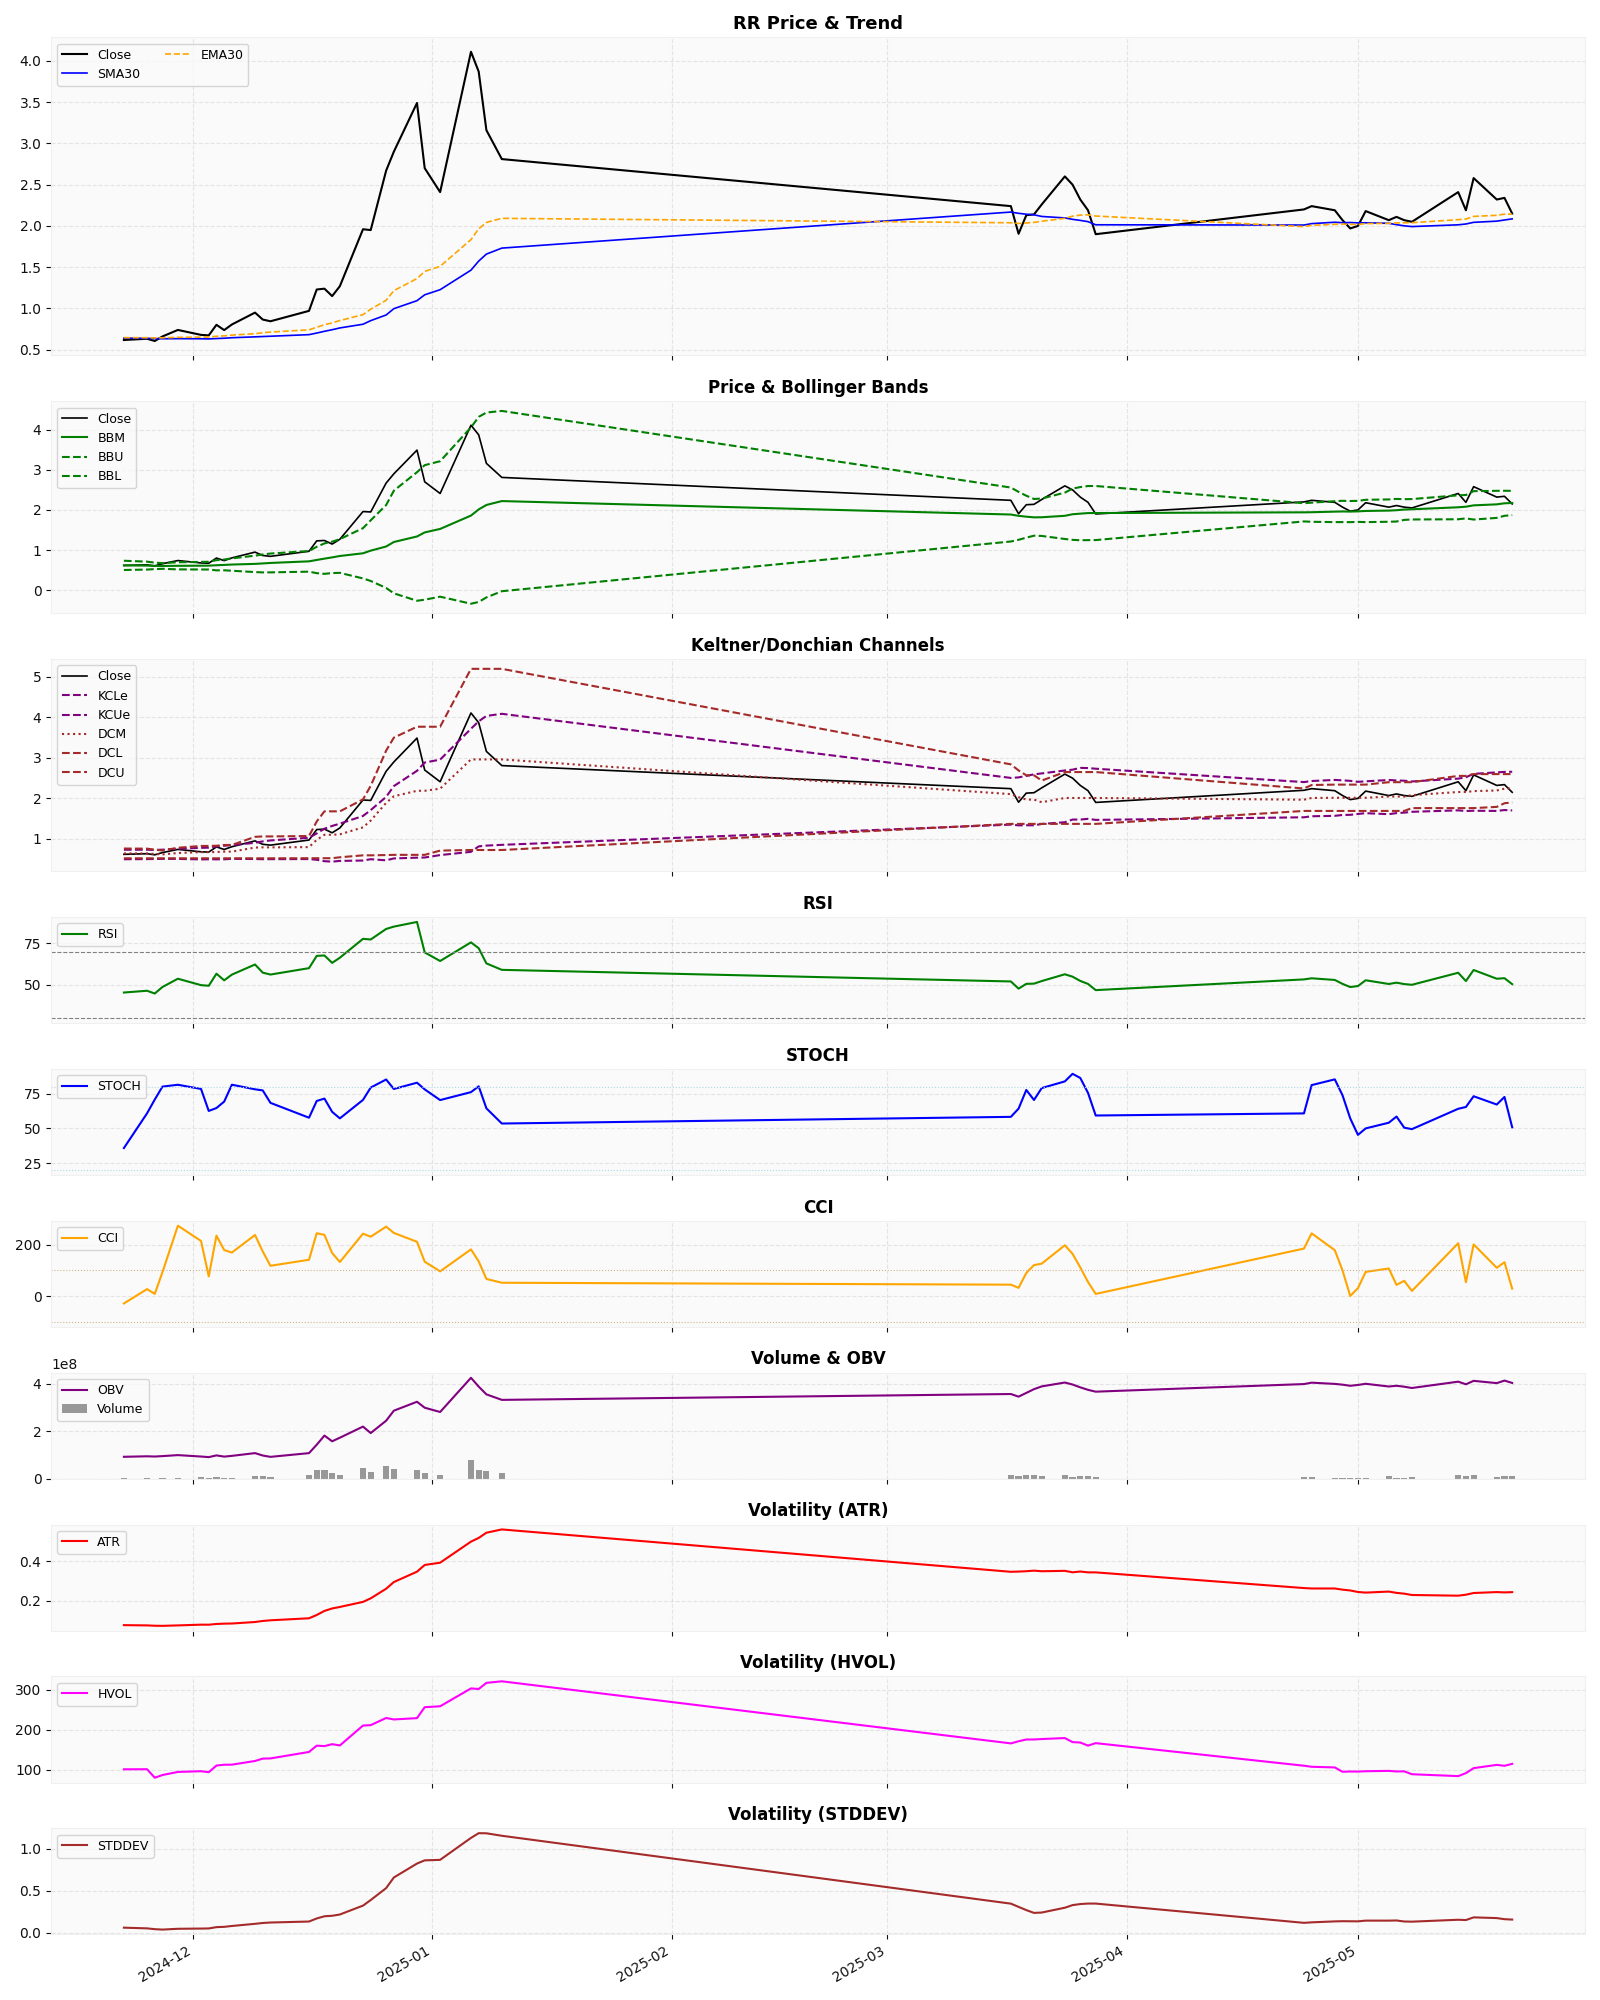 RR Price & Trend
Close
SMA30
EMA30
4.0
3.5
3.0
2.5
2.0
1.5
1.0
0.5
Price & Bollinger Bands
Close
BBM
BBU
BBL
4
3
2
1
0
Keltner/Donchian Channels
Close
KCLe
KCUe
DCM
DCL
DCU
5
4
3
2
1
RSI
RSI
75
50
STOCH
STOCH
75
50
25
CCI
CCI
200
0
Volume & OBV
1e8
OBV
Volume
4
2
0
Volatility (ATR)
ATR
0.4
0.2
Volatility (HVOL)
HVOL
300
200
100
Volatility (STDDEV)
STDDEV
1.0
0.5
0.0
2024-12
2025-01
2025-02
2025-03
2025-04
2025-05